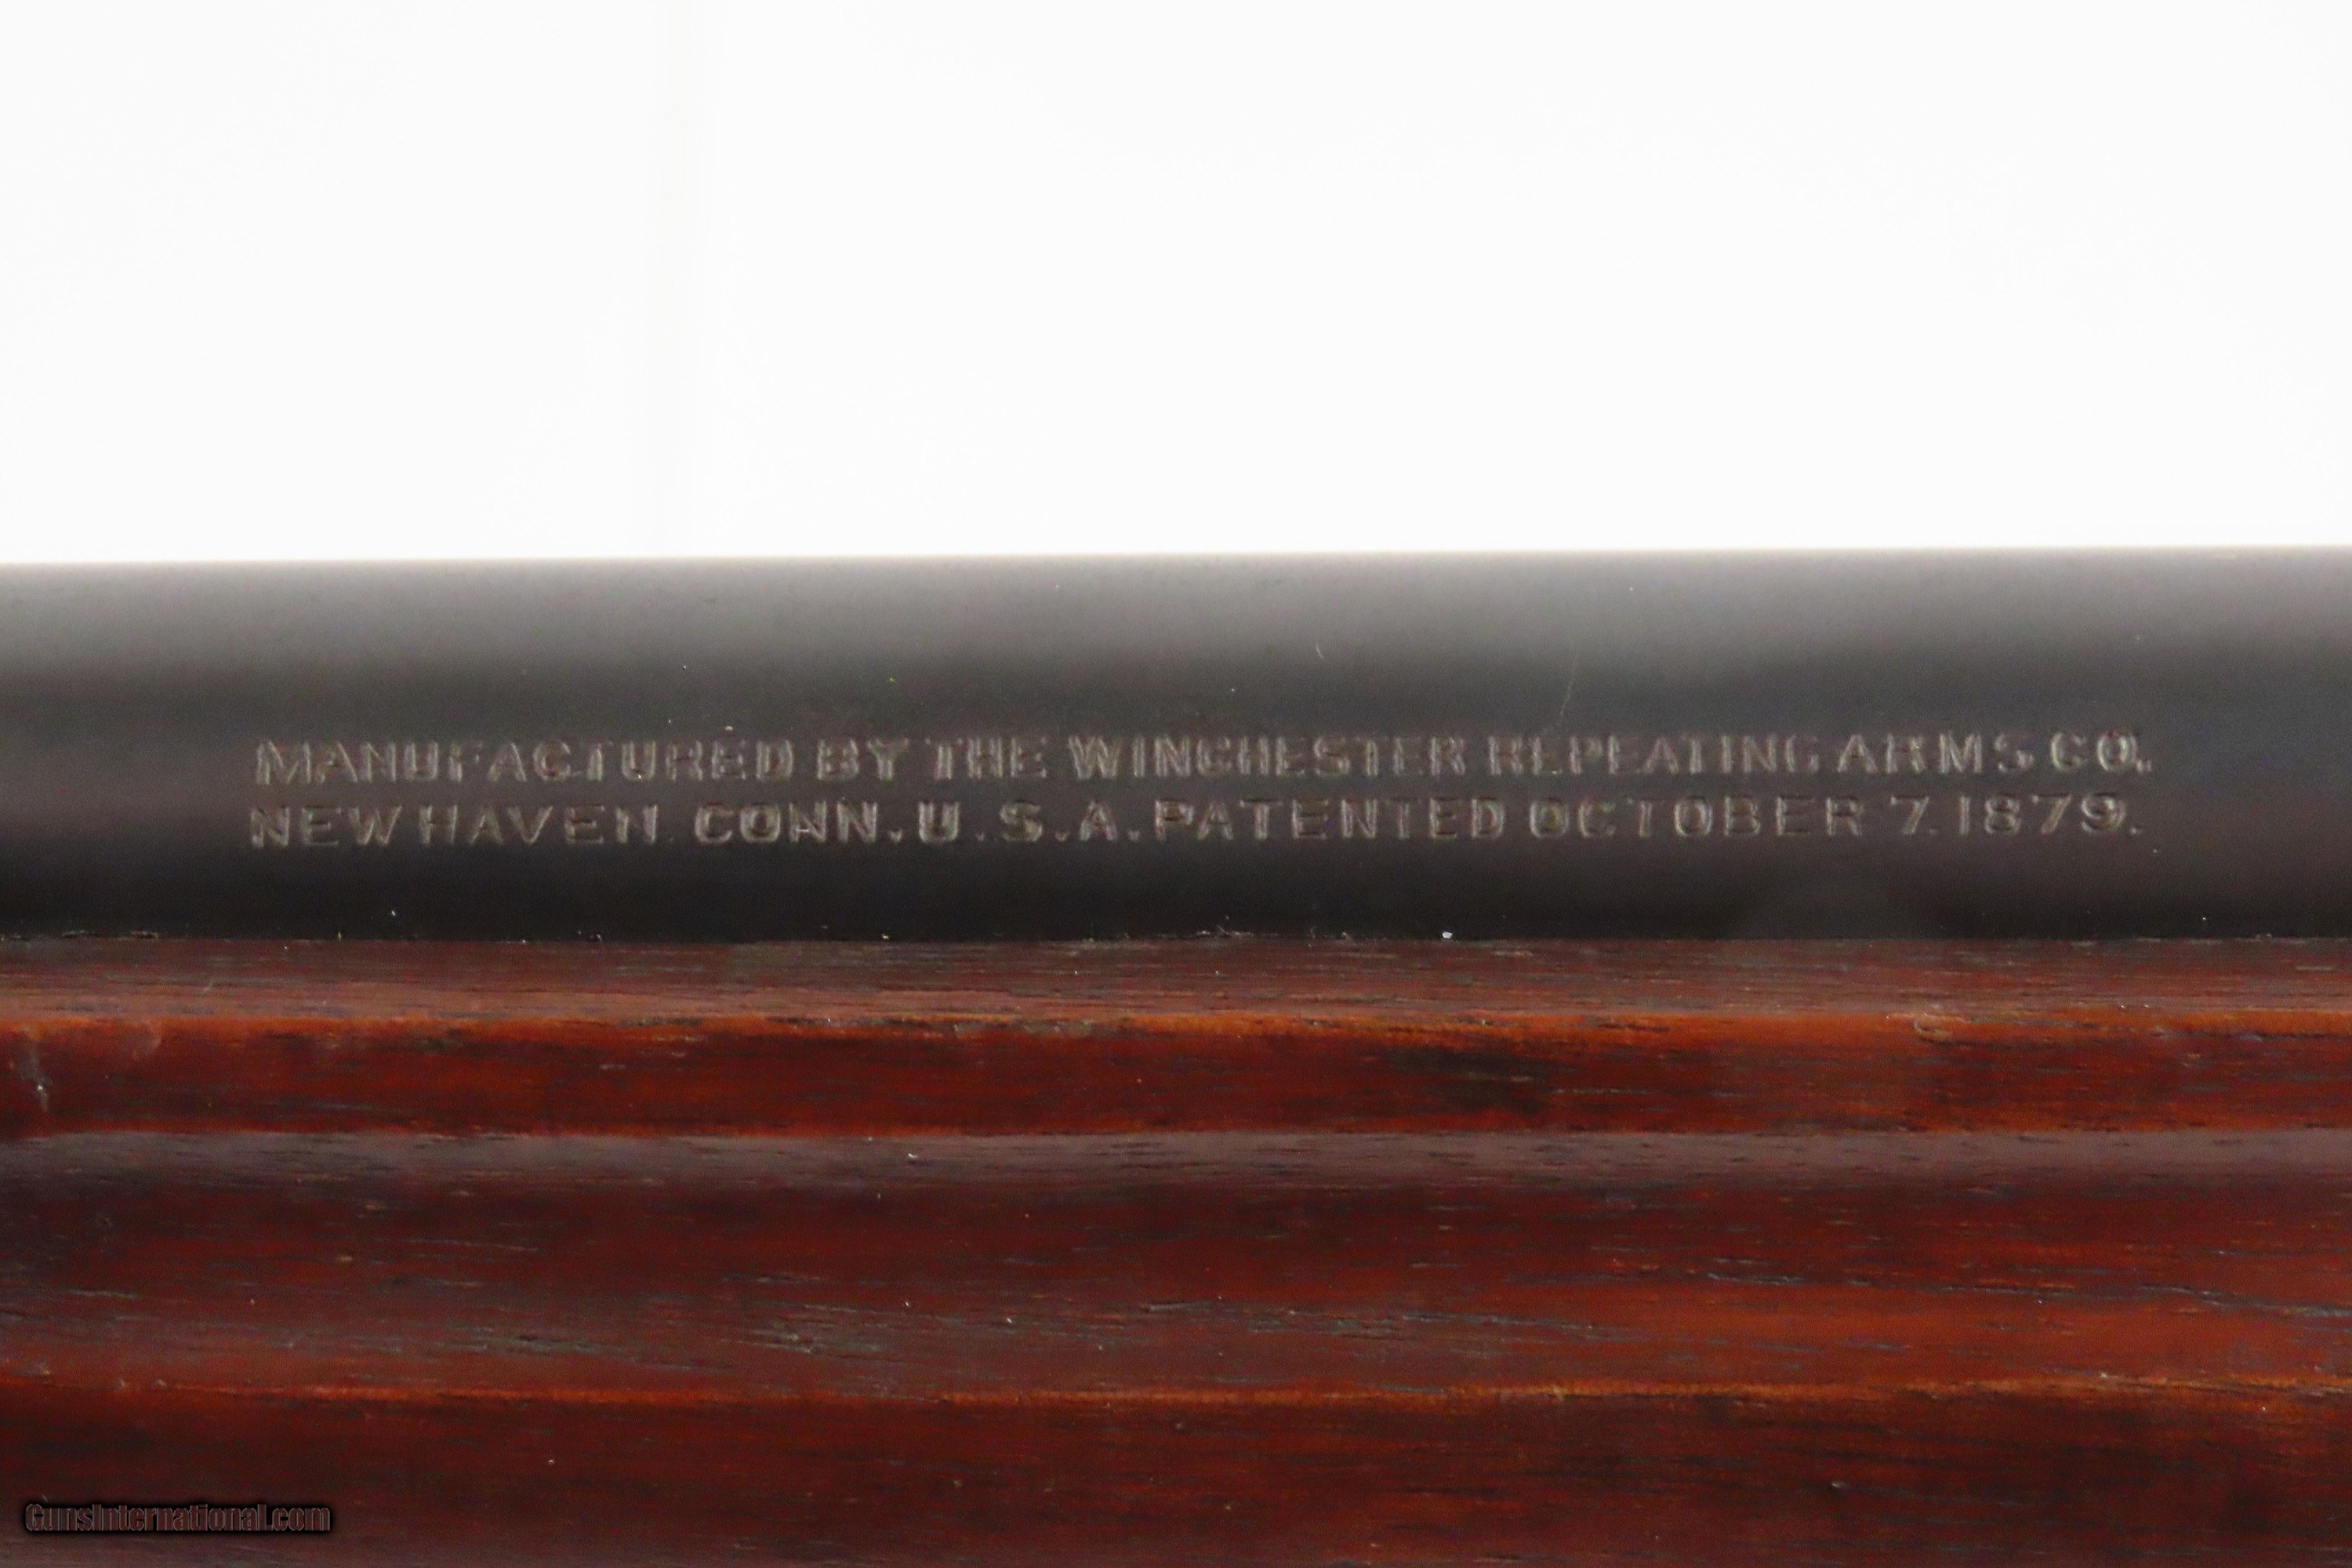 MANUFACTURED BY THE WINCHESTER REPEATING ARMS CO.
NEW HAVEN. CONN. U.S.A. PATENTED OCTOBER 7. 1879.
GunsInternational.com